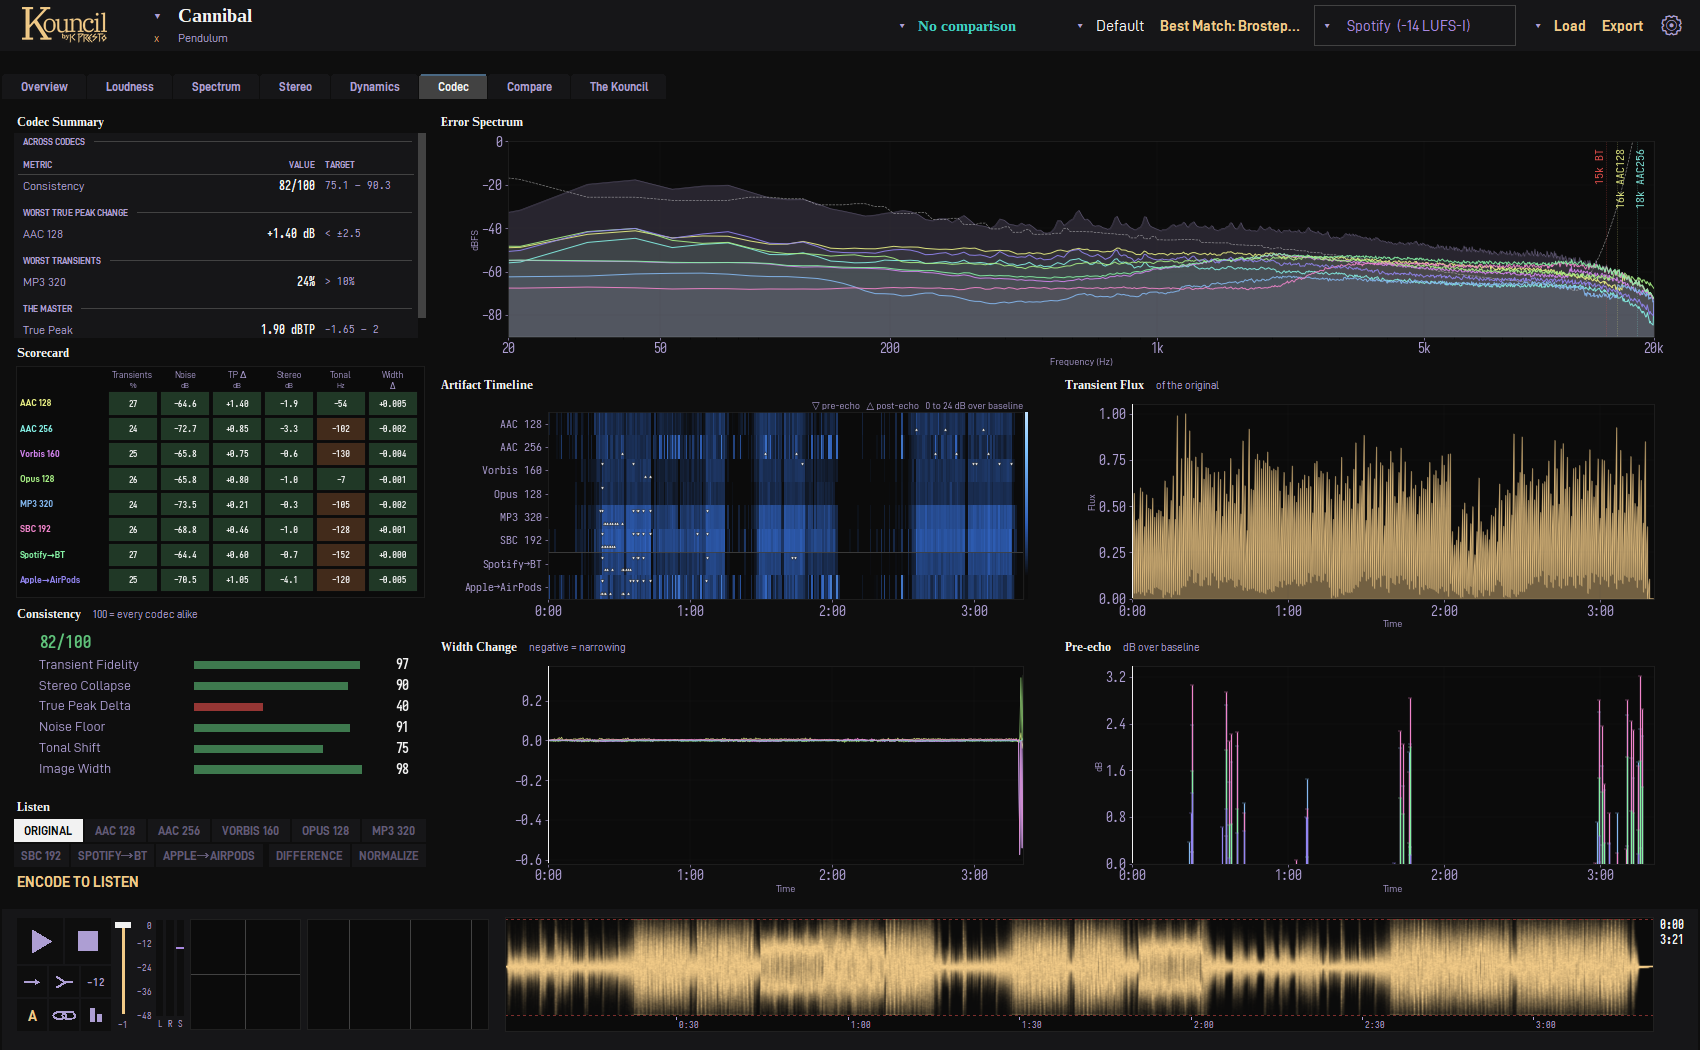 Kouncil
by K PRESTO
Cannibal
x Pendulum
No comparison
Default
Best Match: Brostep...
Spotify (-14 LUFS-I)
Load
Export
Overview
Loudness
Spectrum
Stereo
Dynamics
Codec
Compare
The Kouncil
Codec Summary
ACROSS CODECS
METRIC VALUE TARGET
Consistency 82/100 75.1 – 90.3
WORST TRUE PEAK CHANGE
AAC 128 +1.40 dB < ±2.5
WORST TRANSIENTS
MP3 320 24% > 10%
THE MASTER
True Peak 1.90 dBTP -1.65 – 2
Scorecard
Transients Noise TP Δ Stereo Tonal Width
% dB dB dB Hz Δ
AAC 128 27 -64.6 +1.40 -1.9 -54 +0.005
AAC 256 24 -72.7 +0.85 -3.3 -102 -0.002
Vorbis 160 25 -65.8 +0.75 -0.6 -130 -0.004
Opus 128 26 -65.8 +0.80 -1.0 -7 -0.001
MP3 320 24 -73.5 +0.21 -0.3 -105 -0.002
SBC 192 26 -68.8 +0.46 -1.0 -128 +0.001
Spotify→BT 27 -64.4 +0.60 -0.7 -152 +0.000
Apple→AirPods 25 -70.5 +1.05 -4.1 -120 -0.005
Consistency 100 = every codec alike
82/100
Transient Fidelity 97
Stereo Collapse 90
True Peak Delta 40
Noise Floor 91
Tonal Shift 75
Image Width 98
Listen
ORIGINAL AAC 128 AAC 256 VORBIS 160 OPUS 128 MP3 320
SBC 192 SPOTIFY→BT APPLE→AIRPODS DIFFERENCE NORMALIZE
ENCODE TO LISTEN
Error Spectrum
0
-20
-40
-60
-80
dBFS
15k BT
16k AAC128
18k AAC256
20 50 200 1k 5k 20k
Frequency (Hz)
Artifact Timeline
▽ pre-echo △ post-echo 0 to 24 dB over baseline
AAC 128
AAC 256
Vorbis 160
Opus 128
MP3 320
SBC 192
Spotify→BT
Apple→AirPods
0:00 1:00 2:00 3:00
Transient Flux of the original
1.00
0.75
0.50
0.25
0.00
Flux
0:00 1:00 2:00 3:00
Time
Width Change negative = narrowing
0.2
0.0
-0.2
-0.4
-0.6
0:00 1:00 2:00 3:00
Time
Pre-echo dB over baseline
3.2
2.4
1.6
0.8
0.0
dB
0:00 1:00 2:00 3:00
Time
-12
A
-1
0
-12
-24
-36
-48
L R S
0:30 1:00 1:30 2:00 2:30 3:00
0:00
3:21